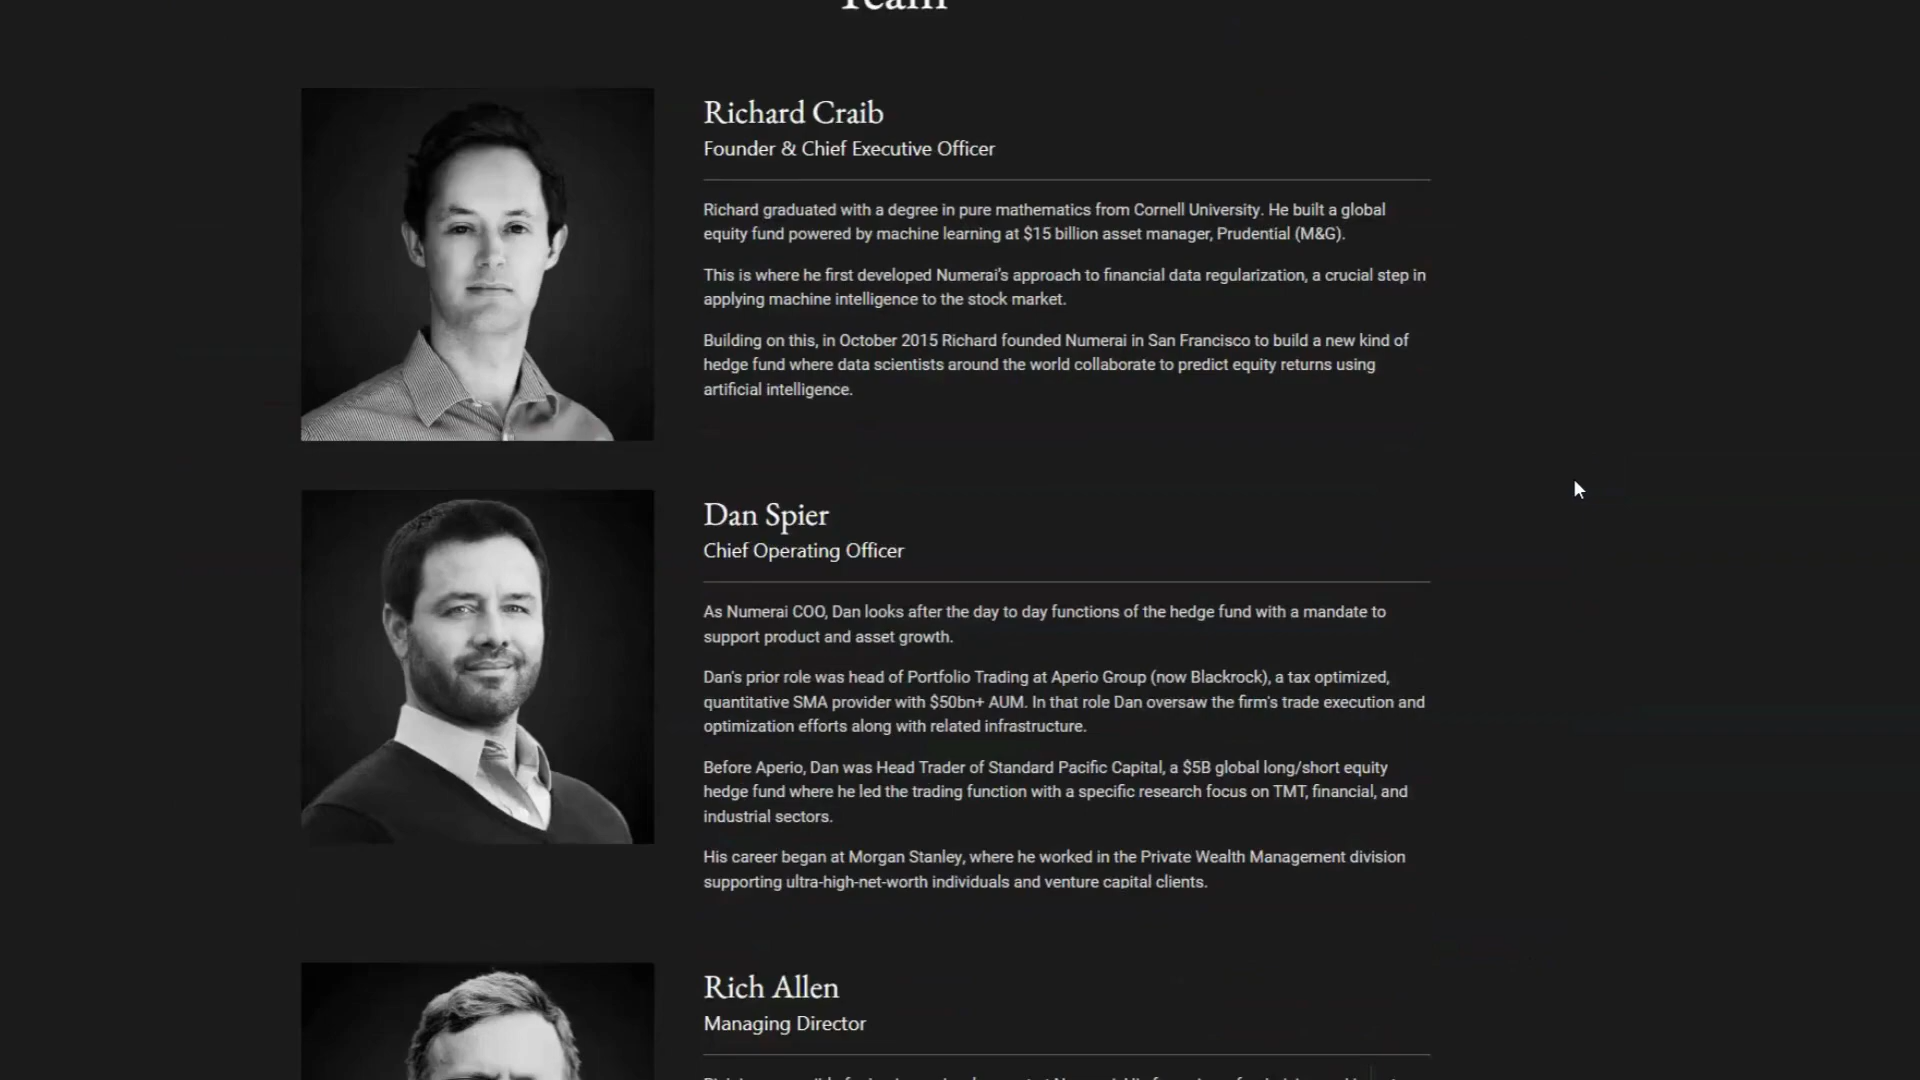 Team
Richard Craib
Founder & Chief Executive Officer
Richard graduated with a degree in pure mathematics from Cornell University. He built a global
equity fund powered by machine learning at $15 billion asset manager, Prudential (M&G).
This is where he first developed Numerai's approach to financial data regularization, a crucial step in
applying machine intelligence to the stock market.
Building on this, in October 2015 Richard founded Numerai in San Francisco to build a new kind of
hedge fund where data scientists around the world collaborate to predict equity returns using
artificial intelligence.
Dan Spier
Chief Operating Officer
As Numerai COO, Dan looks after the day to day functions of the hedge fund with a mandate to
support product and asset growth.
Dan's prior role was head of Portfolio Trading at Aperio Group (now Blackrock), a tax optimized,
quantitative SMA provider with $50bn+ AUM. In that role Dan oversaw the firm's trade execution and
optimization efforts along with related infrastructure.
Before Aperio, Dan was Head Trader of Standard Pacific Capital, a $5B global long/short equity
hedge fund where he led the trading function with a specific research focus on TMT, financial, and
industrial sectors.
His career began at Morgan Stanley, where he worked in the Private Wealth Management division
supporting ultra-high-net-worth individuals and venture capital clients.
Rich Allen
Managing Director